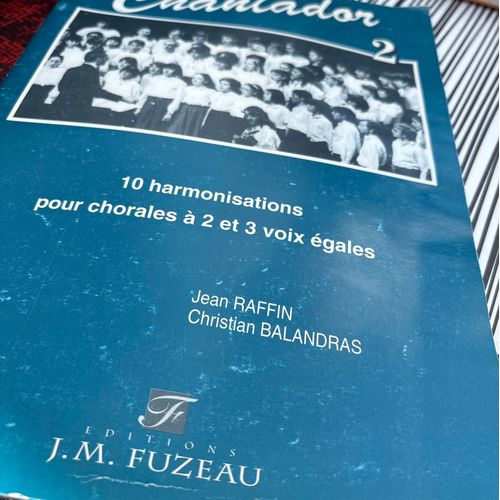 Chantador
2
10 harmonisations
pour chorales à 2 et 3 voix égales
Jean RAFFIN
Christian BALANDRAS
F
EDITIONS
J.M. FUZEAU